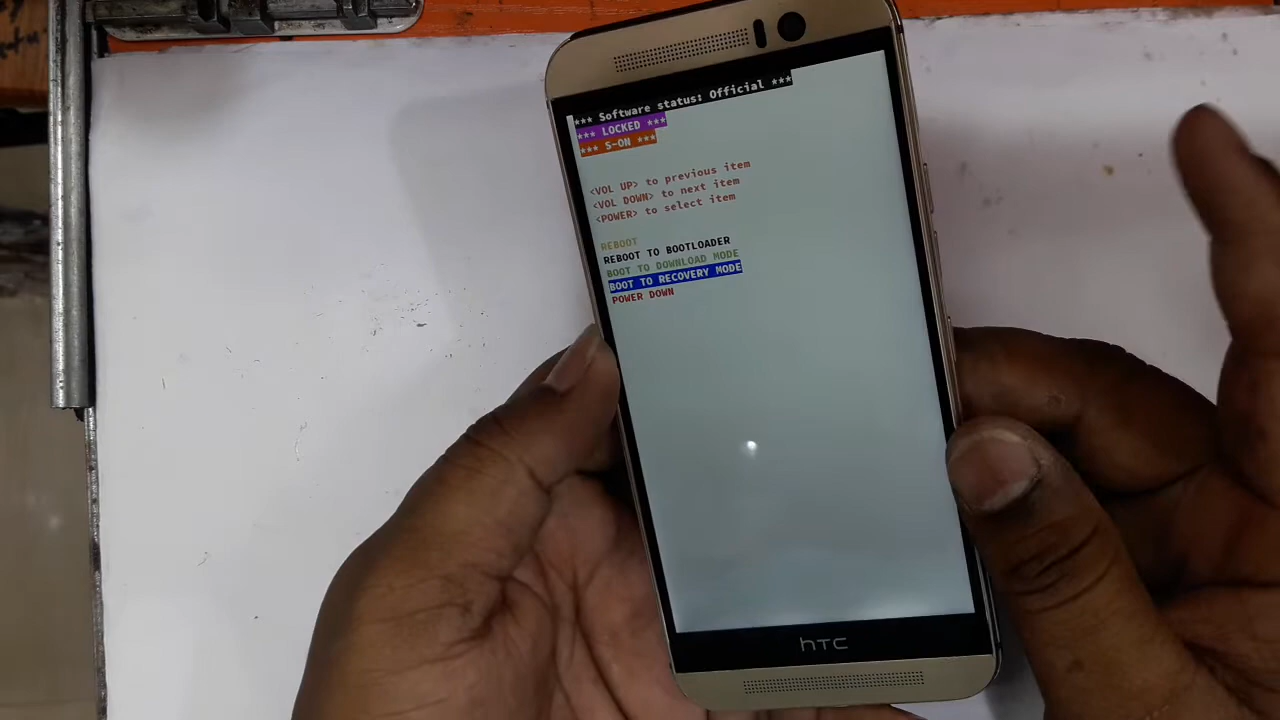 *** Software status: Official ***
*** LOCKED ***
*** S-ON ***
<VOL UP> to previous item
<VOL DOWN> to next item
<POWER> to select item
REBOOT
REBOOT TO BOOTLOADER
BOOT TO DOWNLOAD MODE
BOOT TO RECOVERY MODE
POWER DOWN
hTC